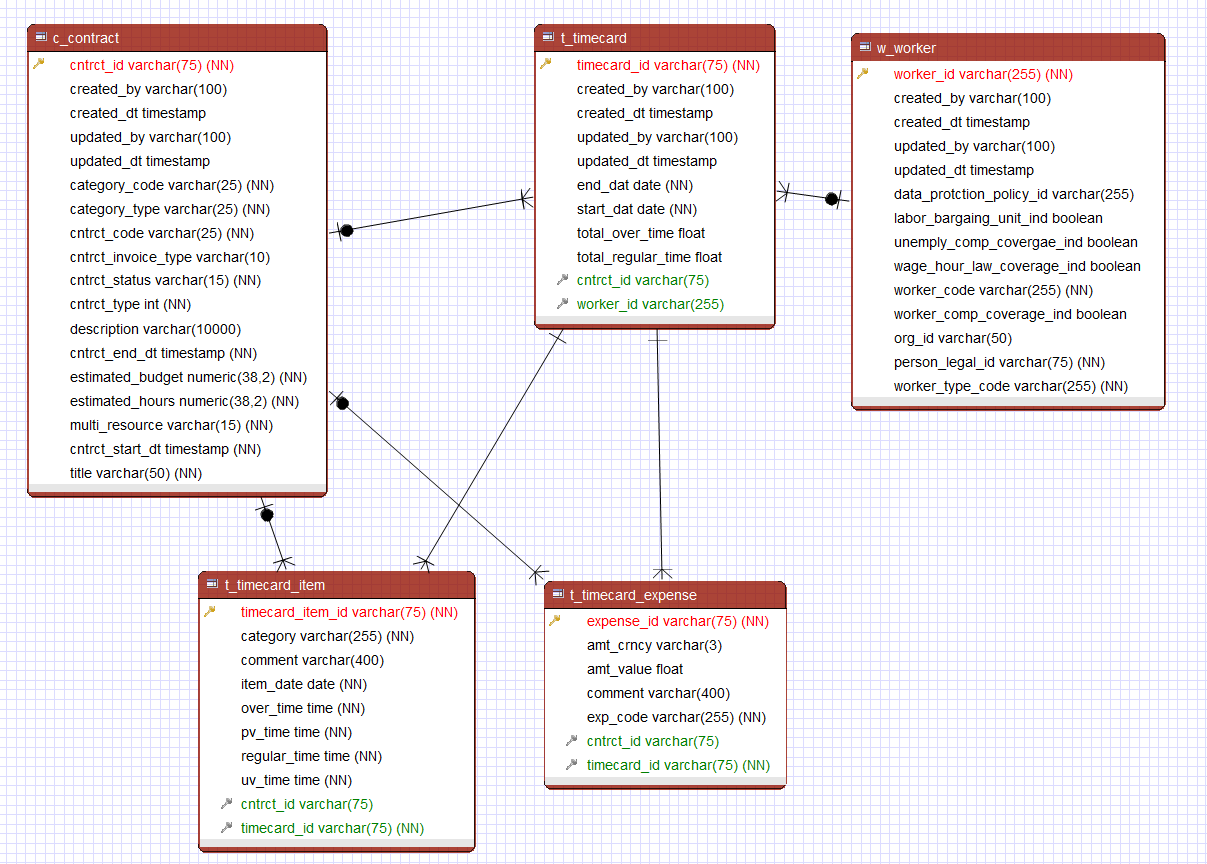 c_contract
cntrct_id varchar(75) (NN)
created_by varchar(100)
created_dt timestamp
updated_by varchar(100)
updated_dt timestamp
category_code varchar(25) (NN)
category_type varchar(25) (NN)
cntrct_code varchar(25) (NN)
cntrct_invoice_type varchar(10)
cntrct_status varchar(15) (NN)
cntrct_type int (NN)
description varchar(10000)
cntrct_end_dt timestamp (NN)
estimated_budget numeric(38,2) (NN)
estimated_hours numeric(38,2) (NN)
multi_resource varchar(15) (NN)
cntrct_start_dt timestamp (NN)
title varchar(50) (NN)
t_timecard
timecard_id varchar(75) (NN)
created_by varchar(100)
created_dt timestamp
updated_by varchar(100)
updated_dt timestamp
end_dat date (NN)
start_dat date (NN)
total_over_time float
total_regular_time float
cntrct_id varchar(75)
worker_id varchar(255)
w_worker
worker_id varchar(255) (NN)
created_by varchar(100)
created_dt timestamp
updated_by varchar(100)
updated_dt timestamp
data_protction_policy_id varchar(255)
labor_bargaing_unit_ind boolean
unemply_comp_covergae_ind boolean
wage_hour_law_coverage_ind boolean
worker_code varchar(255) (NN)
worker_comp_coverage_ind boolean
org_id varchar(50)
person_legal_id varchar(75) (NN)
worker_type_code varchar(255) (NN)
t_timecard_item
timecard_item_id varchar(75) (NN)
category varchar(255) (NN)
comment varchar(400)
item_date date (NN)
over_time time (NN)
pv_time time (NN)
regular_time time (NN)
uv_time time (NN)
cntrct_id varchar(75)
timecard_id varchar(75) (NN)
t_timecard_expense
expense_id varchar(75) (NN)
amt_crncy varchar(3)
amt_value float
comment varchar(400)
exp_code varchar(255) (NN)
cntrct_id varchar(75)
timecard_id varchar(75) (NN)